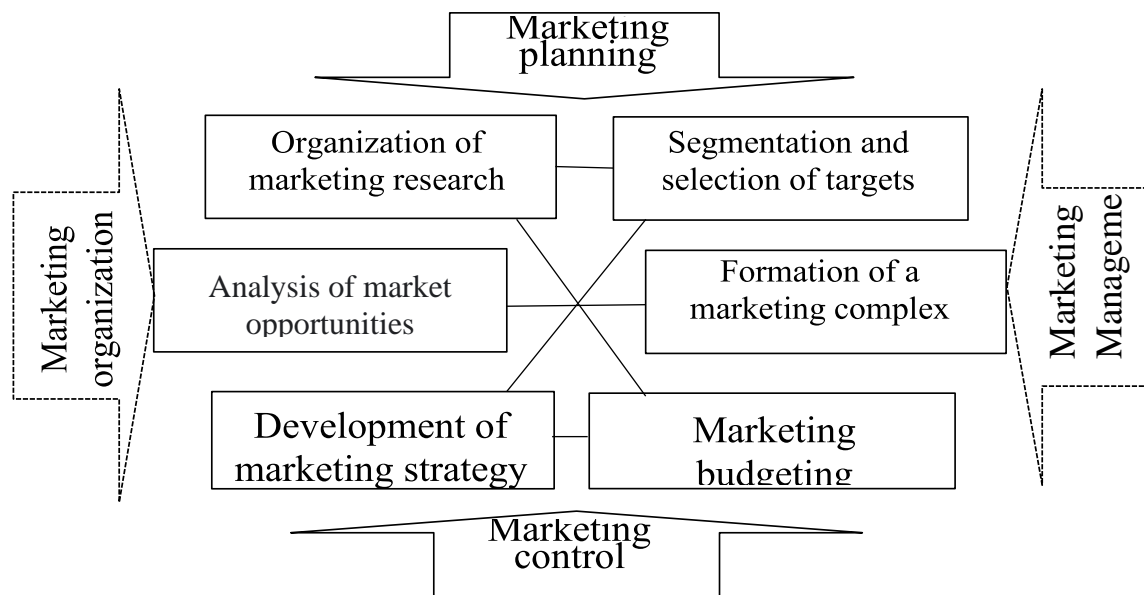 Marketing
planning
Organization of
marketing research
Segmentation and
selection of targets
Marketing
organization
Analysis of market
opportunities
Formation of a
marketing complex
Marketing
Manageme
Development of
marketing strategy
Marketing
budgeting
Marketing
control